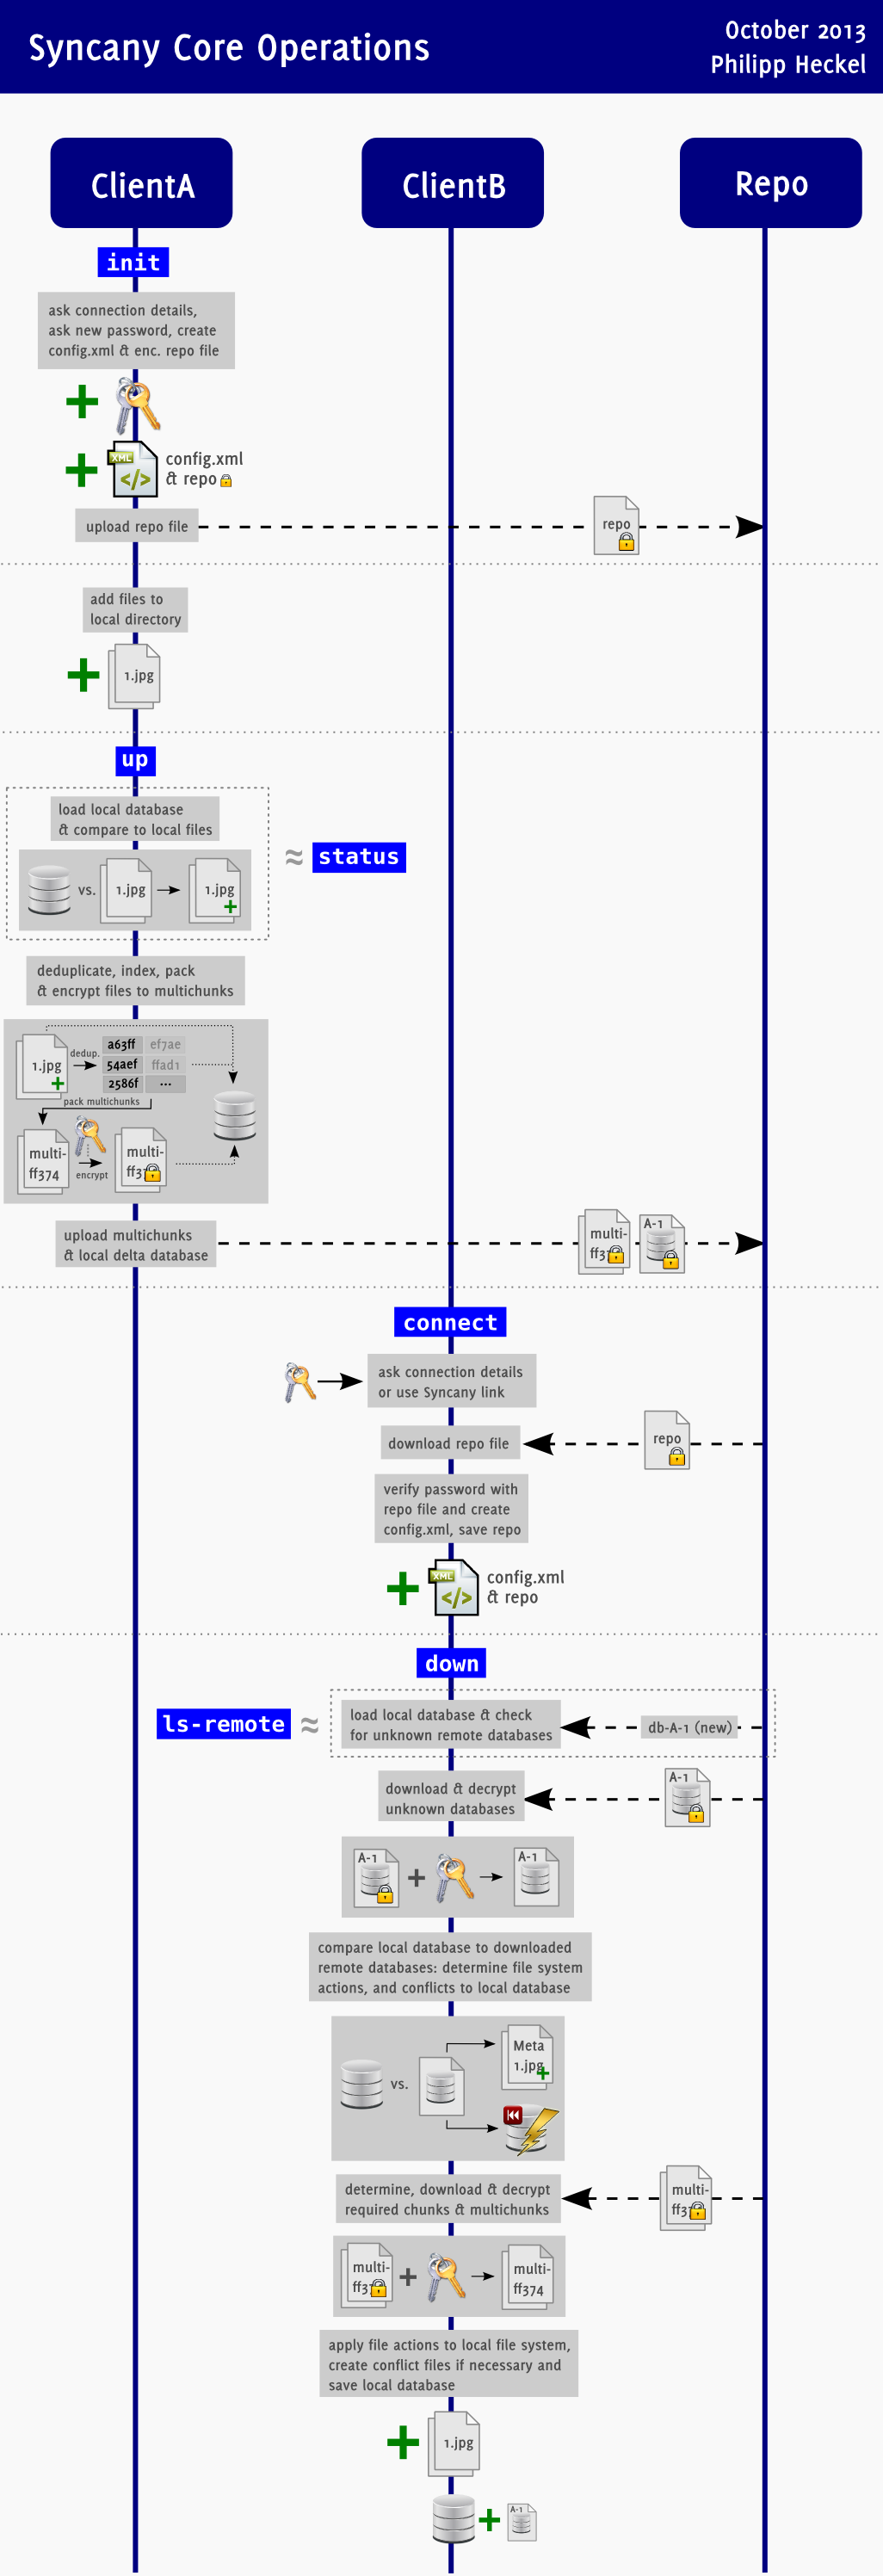 Syncany Core Operations
October 2013
Philipp Heckel
ClientA
ClientB
Repo
init
ask connection details,
ask new password, create
config.xml & enc. repo file
XML
</>
config.xml
& repo
upload repo file
repo
add files to
local directory
1.jpg
up
load local database
& compare to local files
vs.
1.jpg
1.jpg
≈
status
deduplicate, index, pack
& encrypt files to multichunks
1.jpg
dedup.
a63ff
ef7ae
54aef
ffad1
2586f
...
pack multichunks
multi-
ff374
encrypt
multi-
upload multichunks
& local delta database
multi-
A-1
connect
ask connection details
or use Syncany link
download repo file
repo
verify password with
repo file and create
config.xml, save repo
XML
</>
config.xml
& repo
down
ls-remote
≈
load local database & check
for unknown remote databases
db-A-1 (new)
download & decrypt
unknown databases
A-1
A-1
A-1
compare local database to downloaded
remote databases: determine file system
actions, and conflicts to local database
vs.
Meta
1.jpg
determine, download & decrypt
required chunks & multichunks
multi-
multi-
multi-
ff374
apply file actions to local file system,
create conflict files if necessary and
save local database
1.jpg
A-1